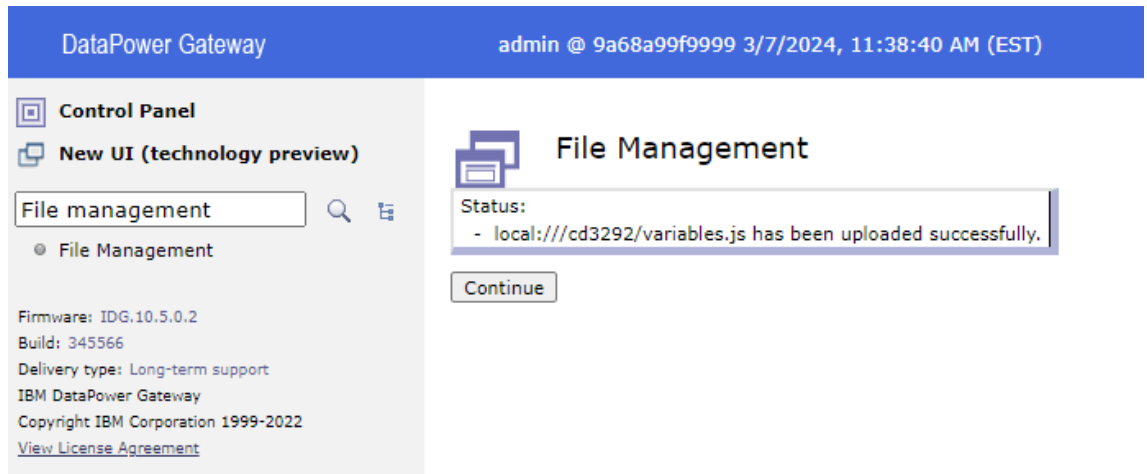 DataPower Gateway
admin @ 9a68a99f9999 3/7/2024, 11:38:40 AM (EST)
Control Panel
New UI (technology preview)
File management
File Management
Firmware: IDG.10.5.0.2
Build: 345566
Delivery type: Long-term support
IBM DataPower Gateway
Copyright IBM Corporation 1999-2022
View License Agreement
File Management
Status:
- local:///cd3292/variables.js has been uploaded successfully.
Continue